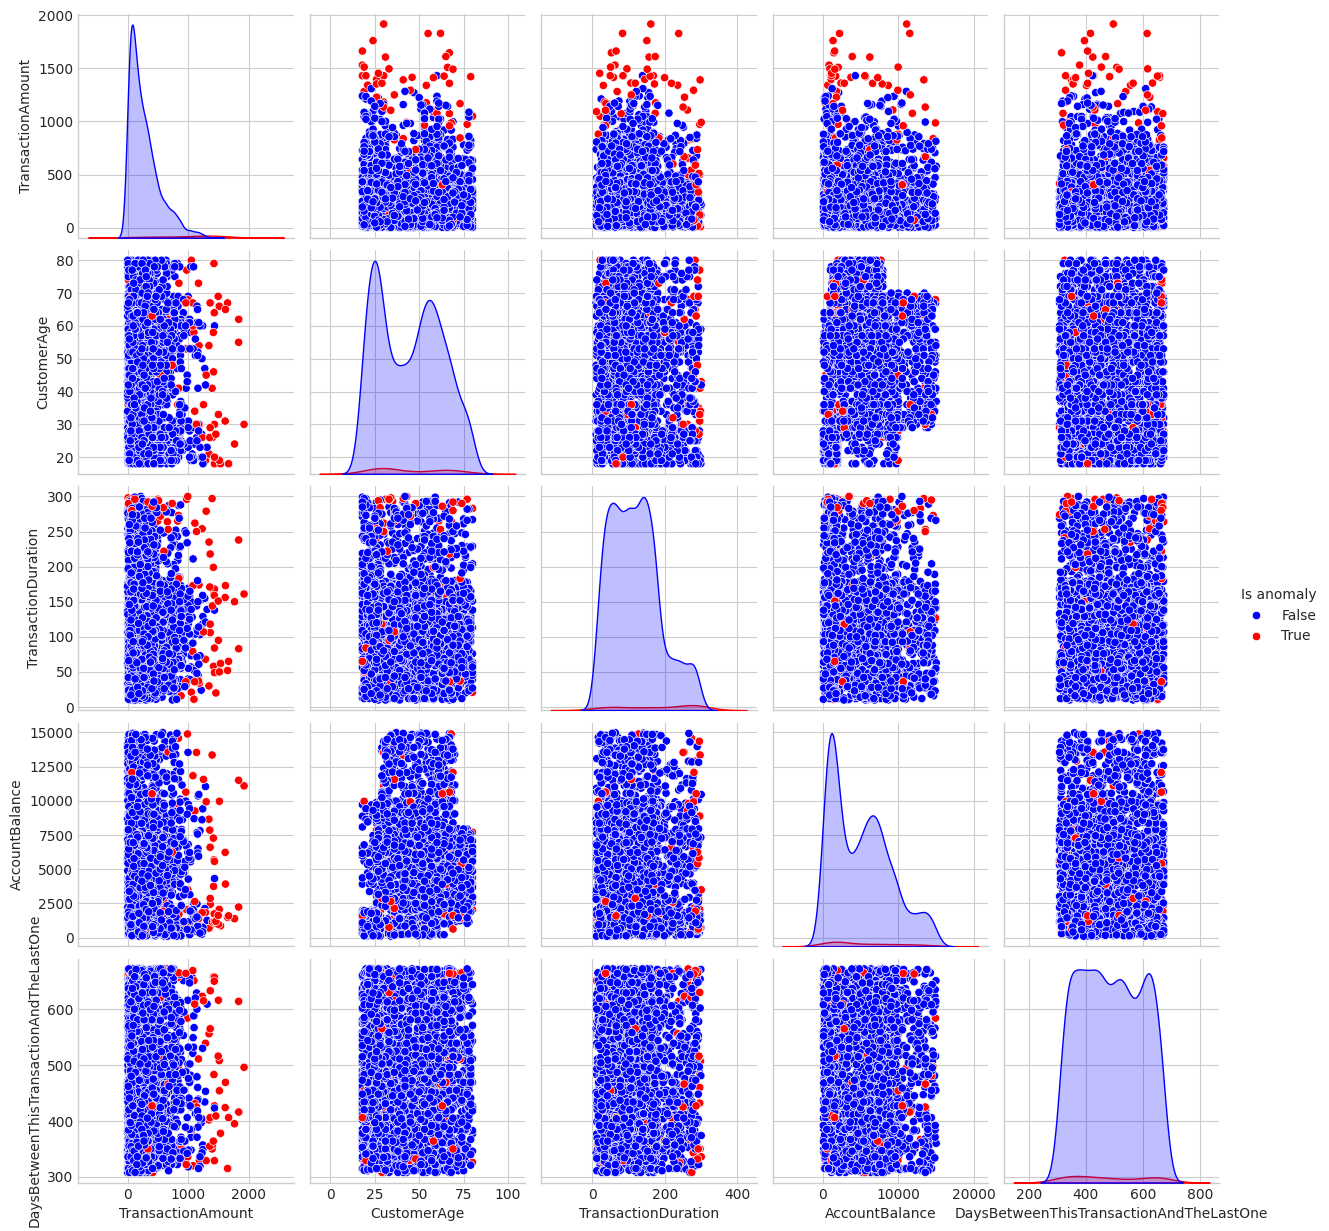 2000
1500
1000
500
0
TransactionAmount
80
70
60
50
40
30
20
CustomerAge
300
250
200
150
100
50
0
TransactionDuration
Is anomaly
False
True
15000
12500
10000
7500
5000
2500
0
AccountBalance
600
500
400
300
DaysBetweenThisTransactionAndTheLastOne
0 1000 2000
0 25 50 75 100
0 200 400
0 10000 20000
200 400 600 800
TransactionAmount
CustomerAge
TransactionDuration
AccountBalance
DaysBetweenThisTransactionAndTheLastOne